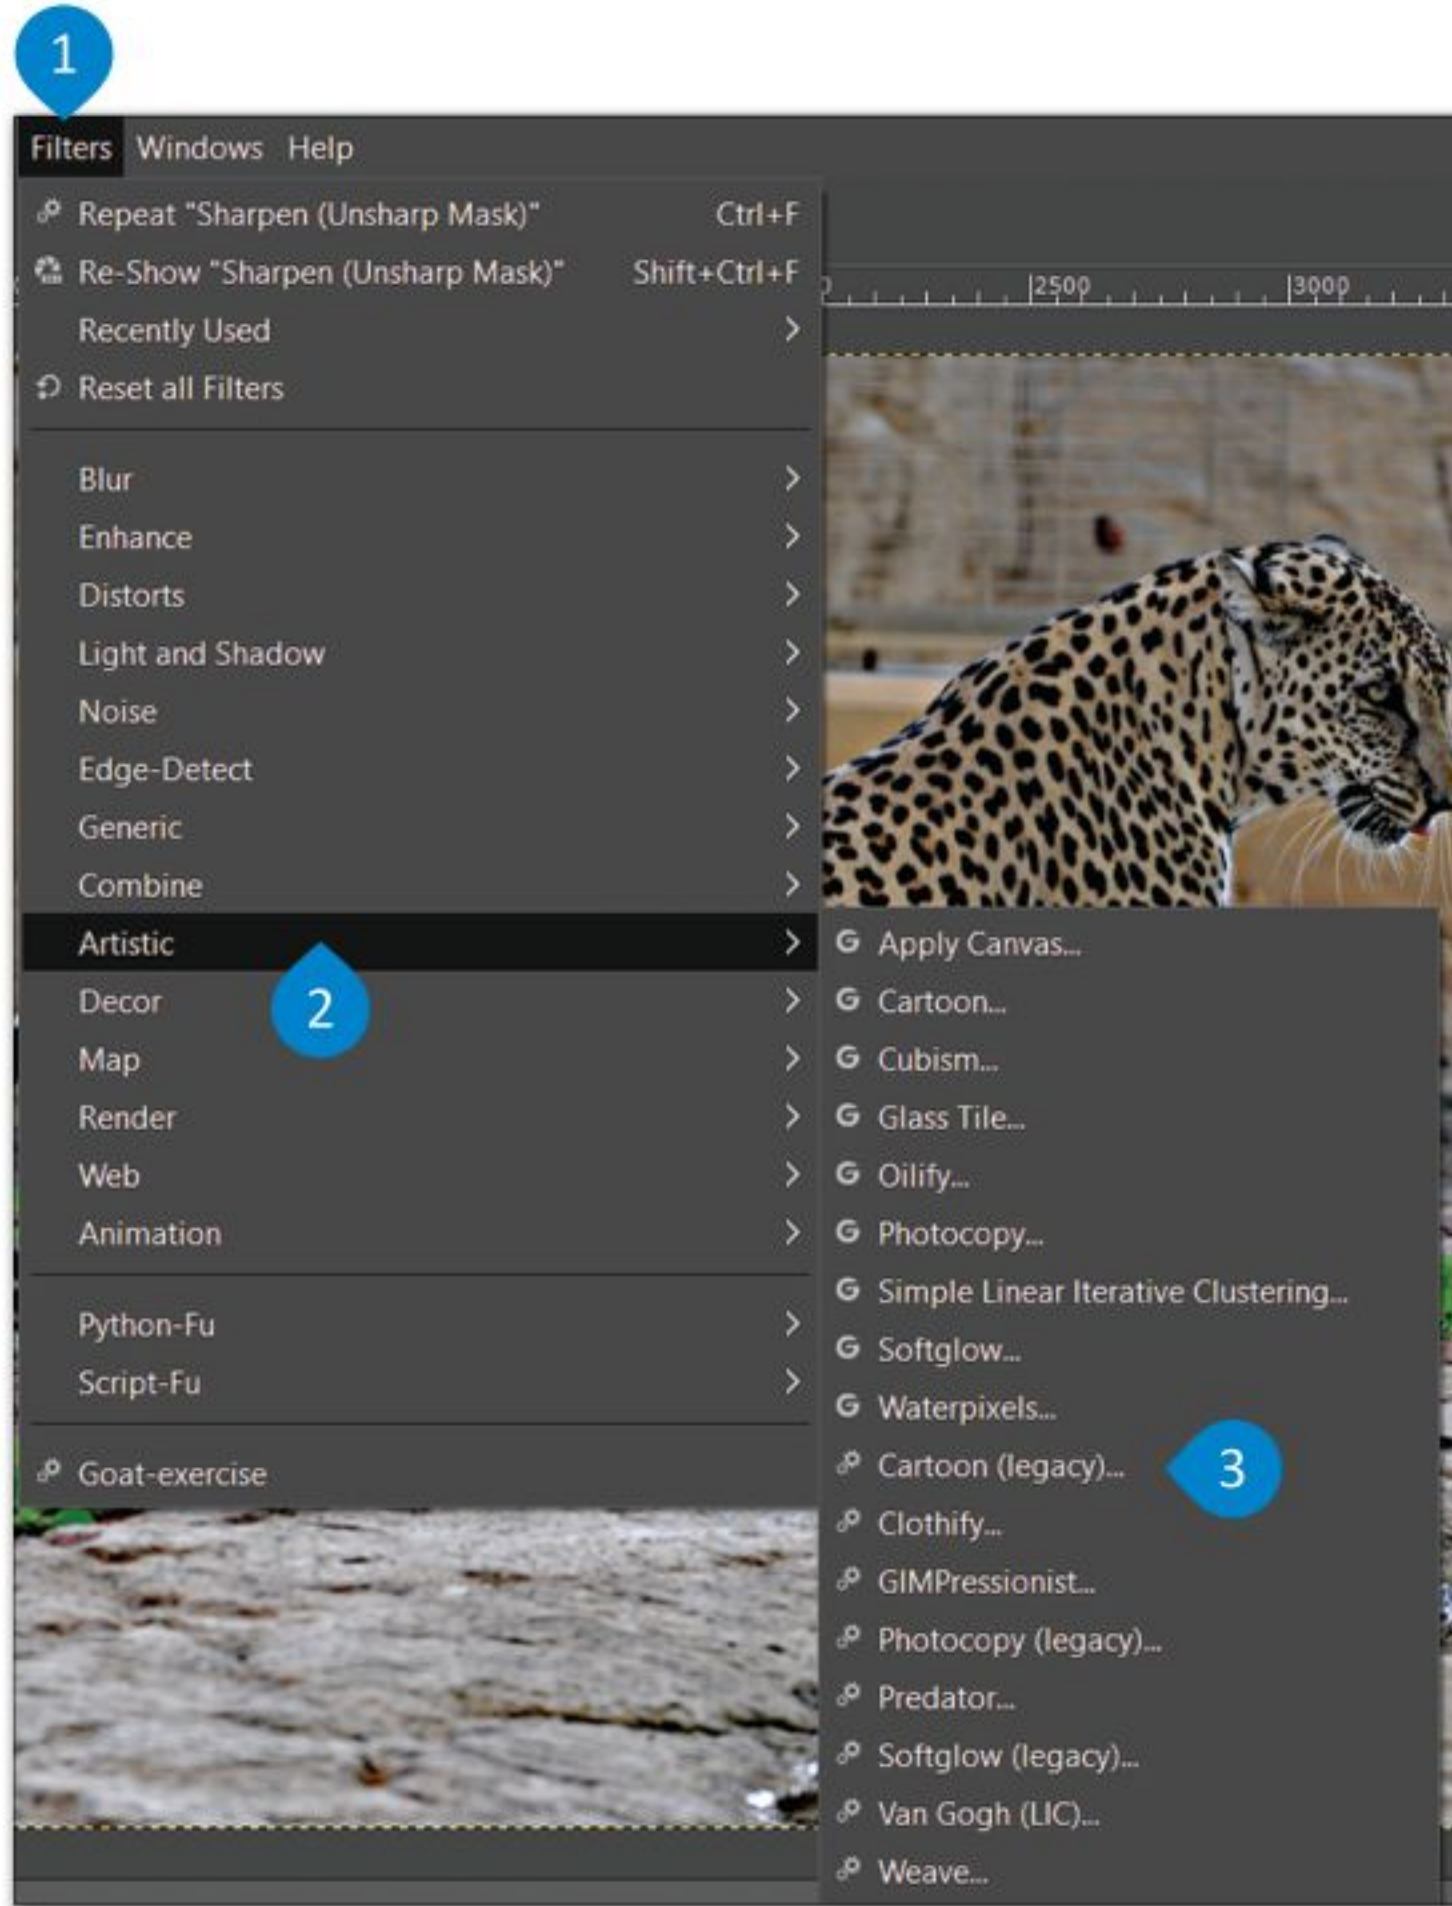 1
Filters Windows Help
Repeat "Sharpen (Unsharp Mask)" Ctrl+F
Re-Show "Sharpen (Unsharp Mask)" Shift+Ctrl+F
Recently Used
Reset all Filters
2500 3000
Blur
Enhance
Distorts
Light and Shadow
Noise
Edge-Detect
Generic
Combine
Artistic
2
Decor
Map
Render
Web
Animation
Python-Fu
Script-Fu
Goat-exercise
Apply Canvas...
Cartoon...
Cubism...
Glass Tile...
Oilify...
Photocopy...
Simple Linear Iterative Clustering...
Softglow...
Waterpixels...
Cartoon (legacy)...
3
Clothify...
GIMPressionist...
Photocopy (legacy)...
Predator...
Softglow (legacy)...
Van Gogh (LIC)...
Weave...